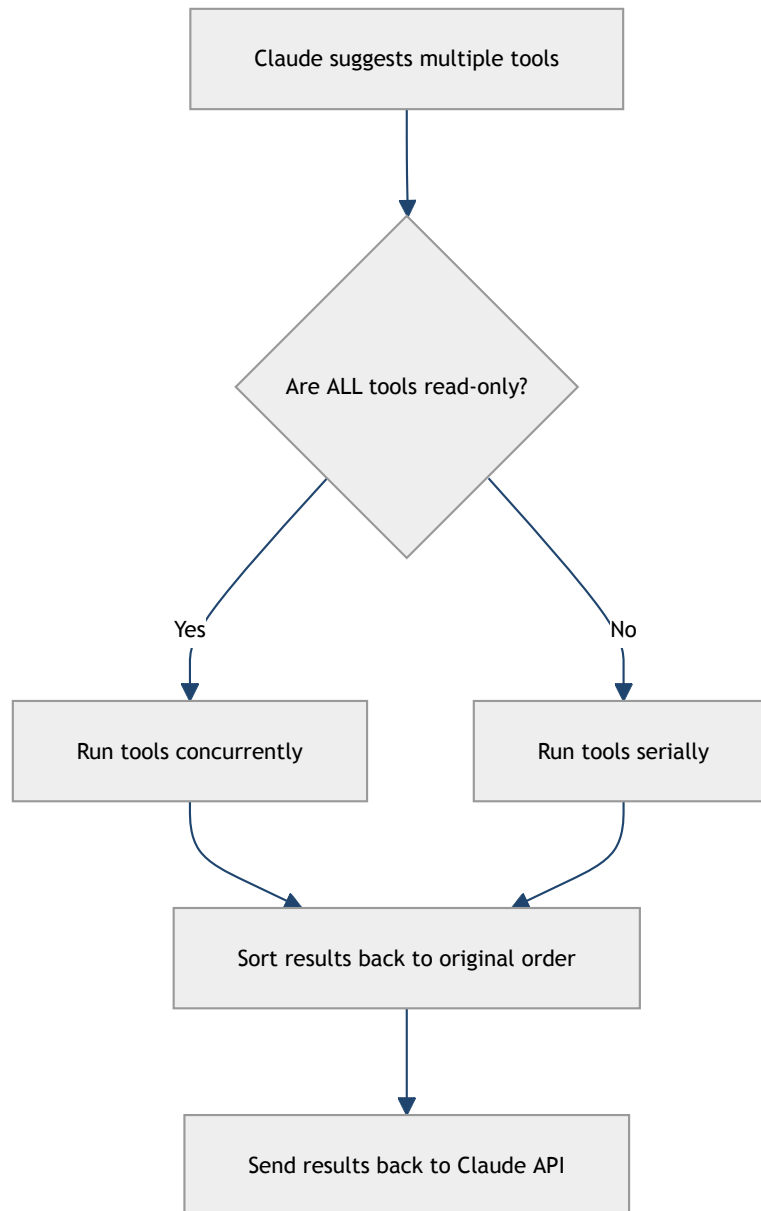 Claude suggests multiple tools
Are ALL tools read-only?
Yes
No
Run tools concurrently
Run tools serially
Sort results back to original order
Send results back to Claude API